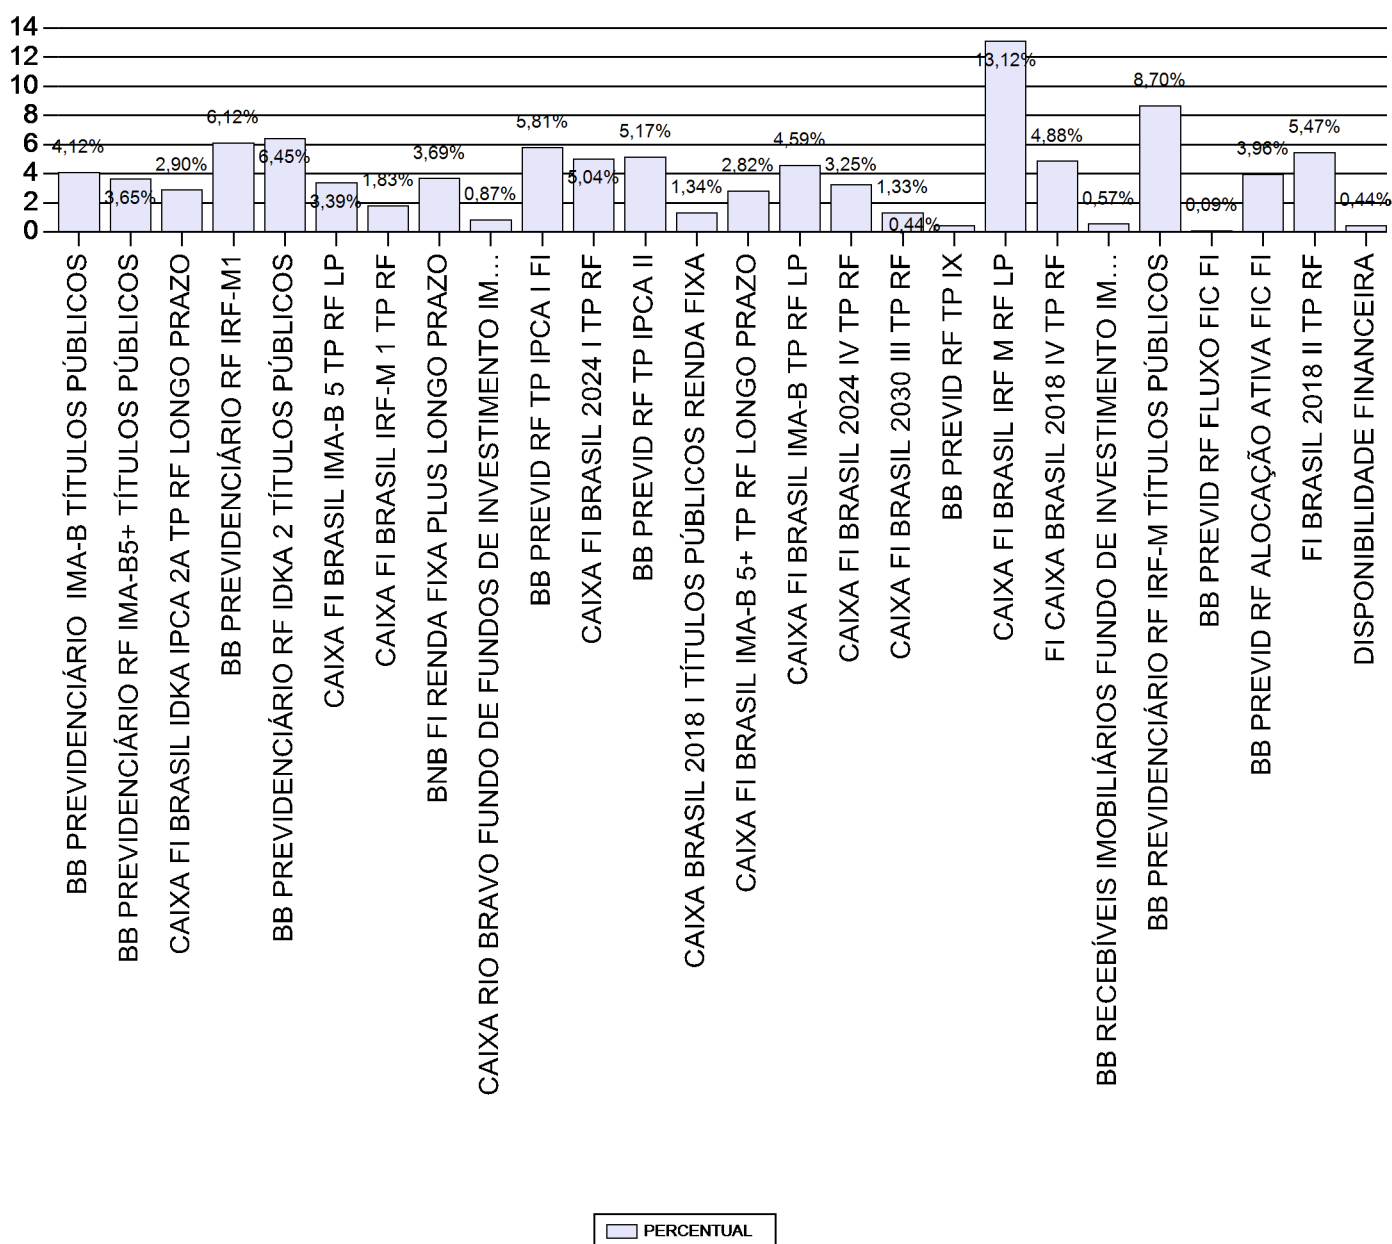 14
12
10
8
6
4
2
0
4,12%
3,65%
2,90%
6,12%
6,45%
3,39%
1,83%
3,69%
0,87%
5,81%
5,04%
5,17%
1,34%
2,82%
4,59%
3,25%
1,33%
0,44%
13,12%
4,88%
0,57%
8,70%
0,09%
3,96%
5,47%
0,44%
BB PREVIDENCIÁRIO IMA-B TÍTULOS PÚBLICOS
BB PREVIDENCIÁRIO RF IMA-B5+ TÍTULOS PÚBLICOS
CAIXA FI BRASIL IDKA IPCA 2A TP RF LONGO PRAZO
BB PREVIDENCIÁRIO RF IRF-M1
BB PREVIDENCIÁRIO RF IDKA 2 TÍTULOS PÚBLICOS
CAIXA FI BRASIL IMA-B 5 TP RF LP
CAIXA FI BRASIL IRF-M 1 TP RF
BNB FI RENDA FIXA PLUS LONGO PRAZO
CAIXA RIO BRAVO FUNDO DE FUNDOS DE INVESTIMENTO IM...
BB PREVID RF TP IPCA I FI
CAIXA FI BRASIL 2024 I TP RF
BB PREVID RF TP IPCA II
CAIXA BRASIL 2018 I TÍTULOS PÚBLICOS RENDA FIXA
CAIXA FI BRASIL IMA-B 5+ TP RF LONGO PRAZO
CAIXA FI BRASIL IMA-B TP RF LP
CAIXA FI BRASIL 2024 IV TP RF
CAIXA FI BRASIL 2030 III TP RF
BB PREVID RF TP IX
CAIXA FI BRASIL IRF M RF LP
FI CAIXA BRASIL 2018 IV TP RF
BB RECEBÍVEIS IMOBILIÁRIOS FUNDO DE INVESTIMENTO IM...
BB PREVIDENCIÁRIO RF IRF-M TÍTULOS PÚBLICOS
BB PREVID RF FLUXO FIC FI
BB PREVID RF ALOCAÇÃO ATIVA FIC FI
FI BRASIL 2018 II TP RF
DISPONIBILIDADE FINANCEIRA
PERCENTUAL